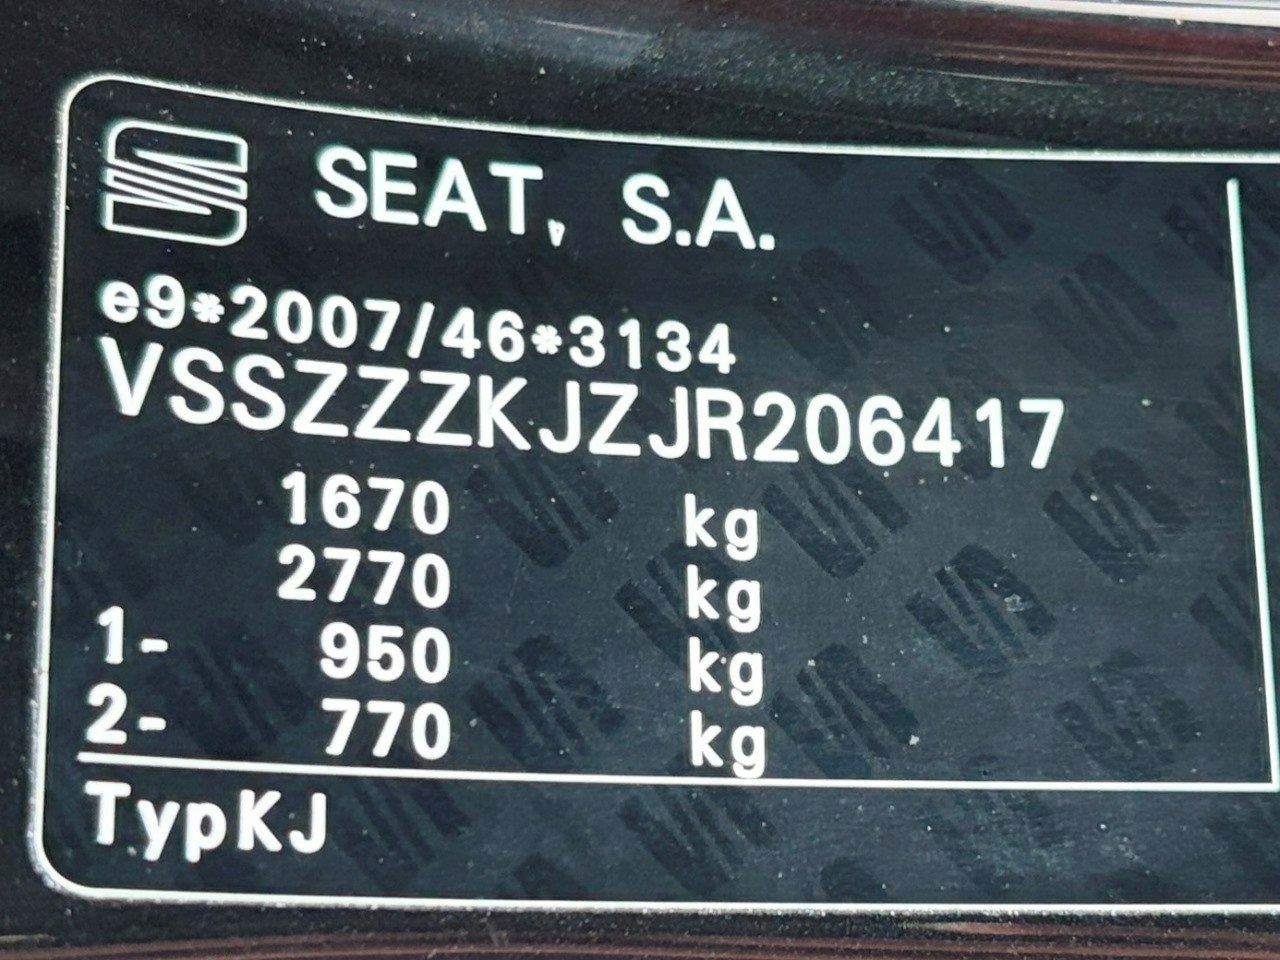 SEAT, S.A.
e9*2007/46*3134
VSSZZZKJZJR206417
1670 kg
2770 kg
1- 950 kg
2- 770 kg
TypKJ